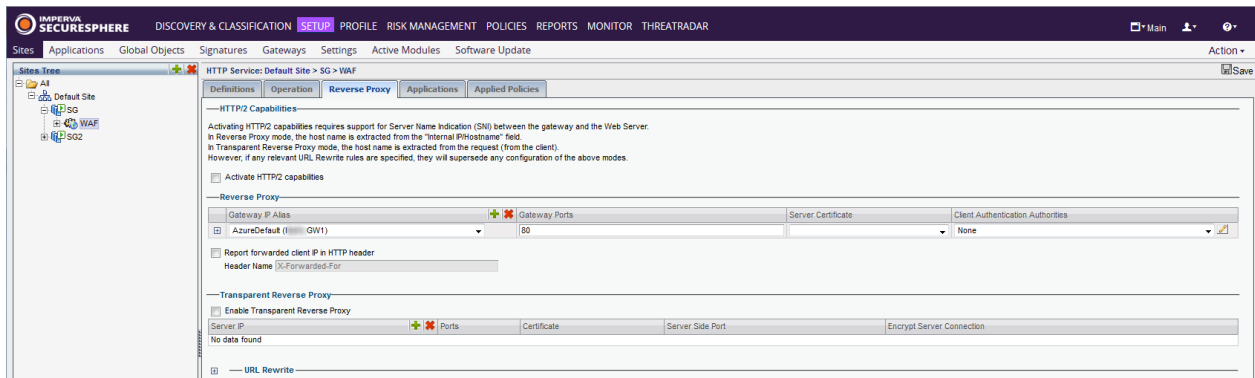 IMPERVA
SECURESPHERE
DISCOVERY & CLASSIFICATION SETUP PROFILE RISK MANAGEMENT POLICIES REPORTS MONITOR THREATRADAR Main
Sites Applications Global Objects Signatures Gateways Settings Active Modules Software Update Action
Sites Tree
All
Default Site
SG
WAF
SG2
HTTP Service: Default Site > SG > WAF Save
Definitions Operation Reverse Proxy Applications Applied Policies
HTTP/2 Capabilities
Activating HTTP/2 capabilities requires support for Server Name Indication (SNI) between the gateway and the Web Server.
In Reverse Proxy mode, the host name is extracted from the "Internal IP/Hostname" field.
In Transparent Reverse Proxy mode, the host name is extracted from the request (from the client).
However, if any relevant URL Rewrite rules are specified, they will supersede any configuration of the above modes.
Activate HTTP/2 capabilities
Reverse Proxy
Gateway IP Alias Gateway Ports Server Certificate Client Authentication Authorities
AzureDefault ( GW1) 80 None
Report forwarded client IP in HTTP header
Header Name X-Forwarded-For
Transparent Reverse Proxy
Enable Transparent Reverse Proxy
Server IP Ports Certificate Server Side Port Encrypt Server Connection
No data found
URL Rewrite